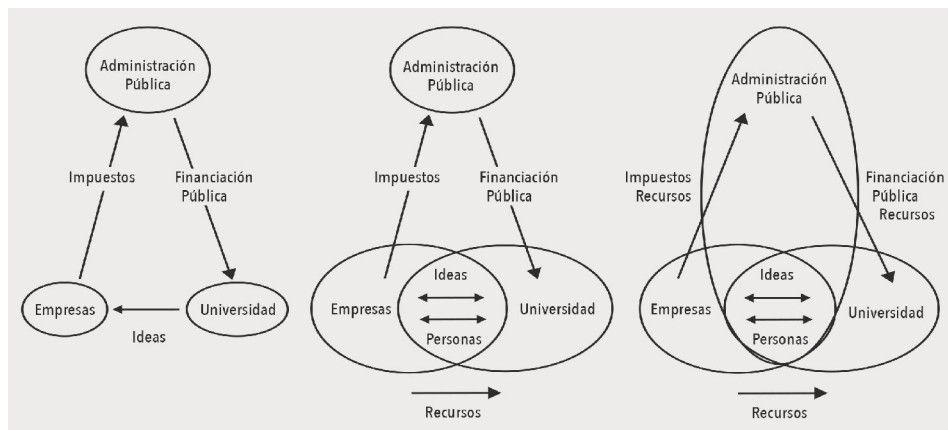 Administración
Pública
Impuestos
Financiación
Pública
Empresas
Universidad
Ideas
Administración
Pública
Impuestos
Financiación
Pública
Ideas
Empresas
Universidad
Personas
Recursos
Administración
Pública
Impuestos
Recursos
Financiación
Pública
Recursos
Ideas
Empresas
Universidad
Personas
Recursos